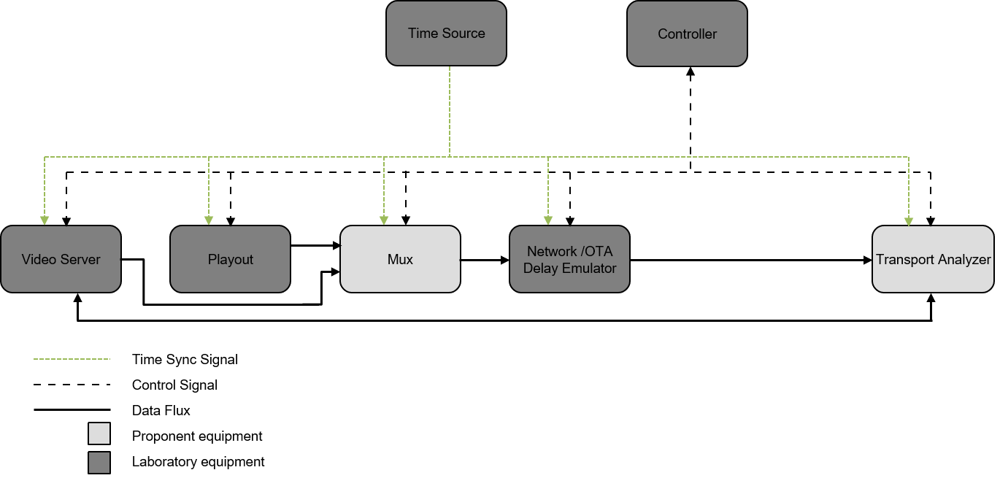 Time Source
Controller
Video Server
Playout
Mux
Network /OTA
Delay Emulator
Transport Analyzer
Time Sync Signal
Control Signal
Data Flux
Proponent equipment
Laboratory equipment